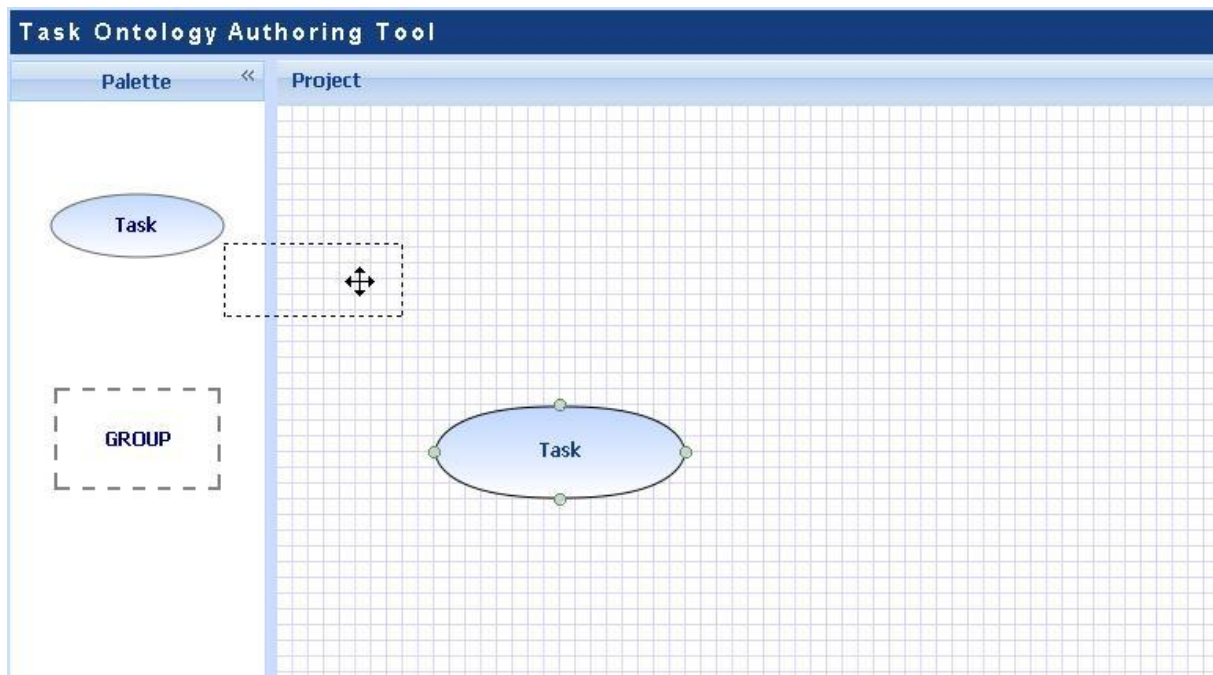 Task Ontology Authoring Tool
Palette «
Project
Task
GROUP
Task